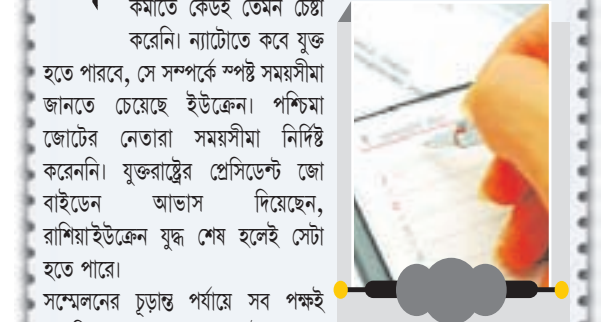 কমাতে কেউই তেমন চেষ্টা
করেনি। ন্যাটোতে কবে যুক্ত
হতে পারবে, সে সম্পর্কে স্পষ্ট সময়সীমা
জানতে চেয়েছে ইউক্রেন। পশ্চিমা
জোটের নেতারা সময়সীমা নির্দিষ্ট
করেননি। যুক্তরাষ্ট্রের প্রেসিডেন্ট জো
বাইডেন আভাস দিয়েছেন,
রাশিয়াইউক্রেন যুদ্ধ শেষ হলেই সেটা
হতে পারে।
সম্মেলনের চূড়ান্ত পর্যায়ে সব পক্ষই